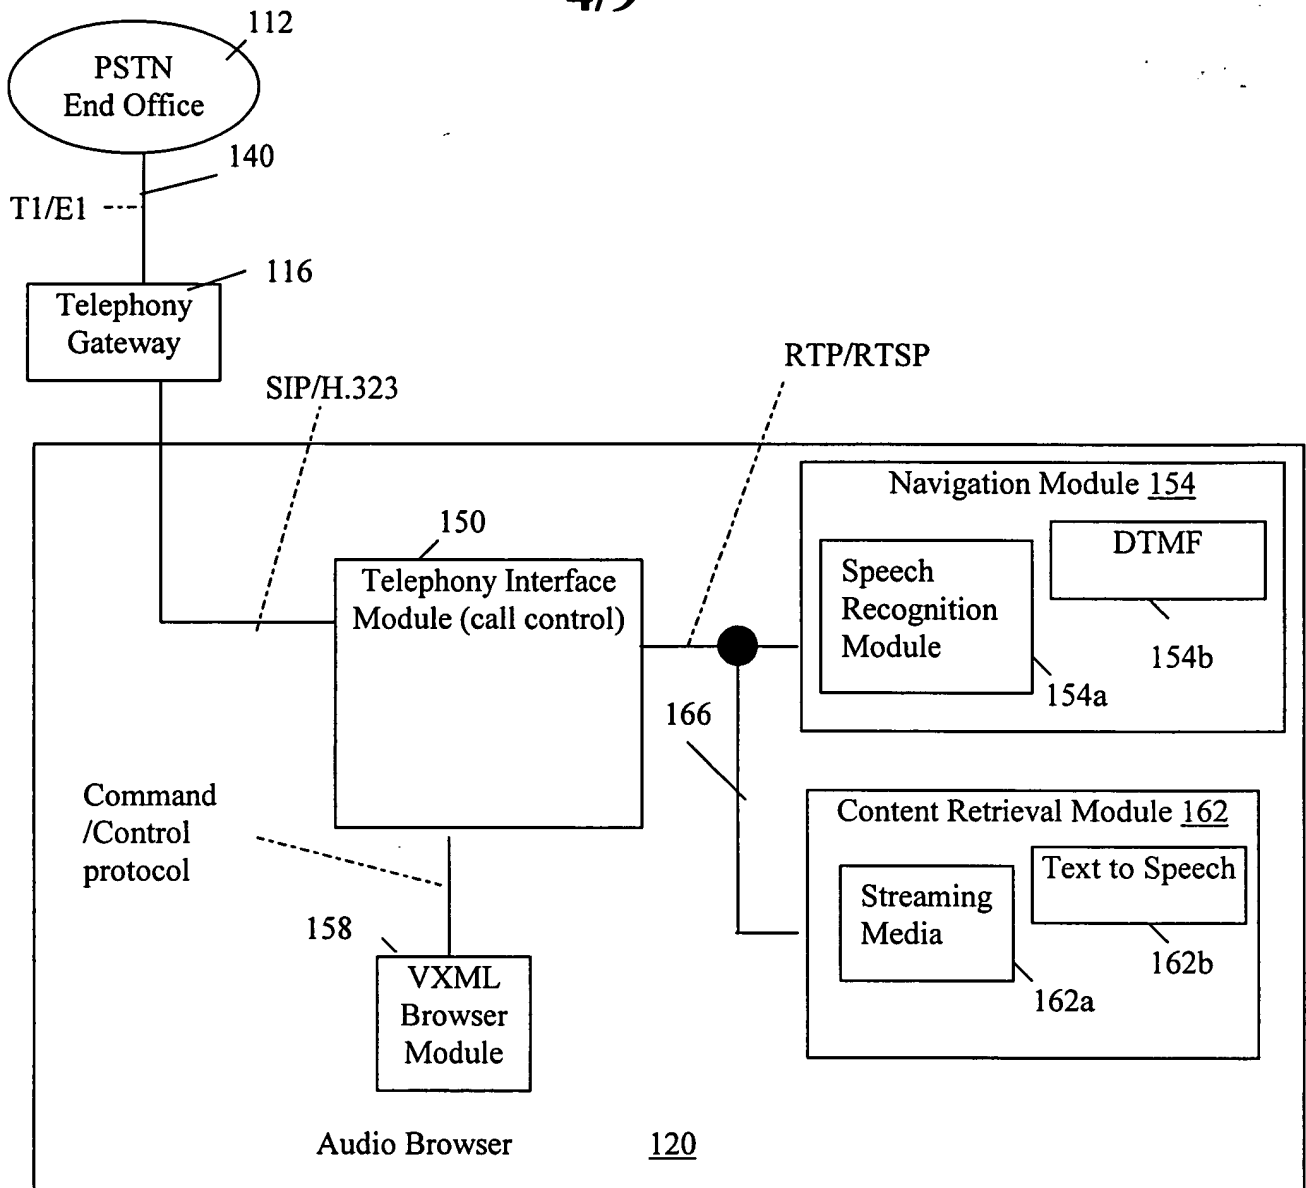 112
PSTN
End Office
140
T1/E1
116
Telephony
Gateway
RTP/RTSP
SIP/H.323
Navigation Module 154
150
DTMF
Telephony Interface
Module (call control)
Speech
Recognition
Module
154b
154a
166
Command
/Control
protocol
Content Retrieval Module 162
Text to Speech
Streaming
Media
158
162b
VXML
Browser
Module
162a
Audio Browser 120